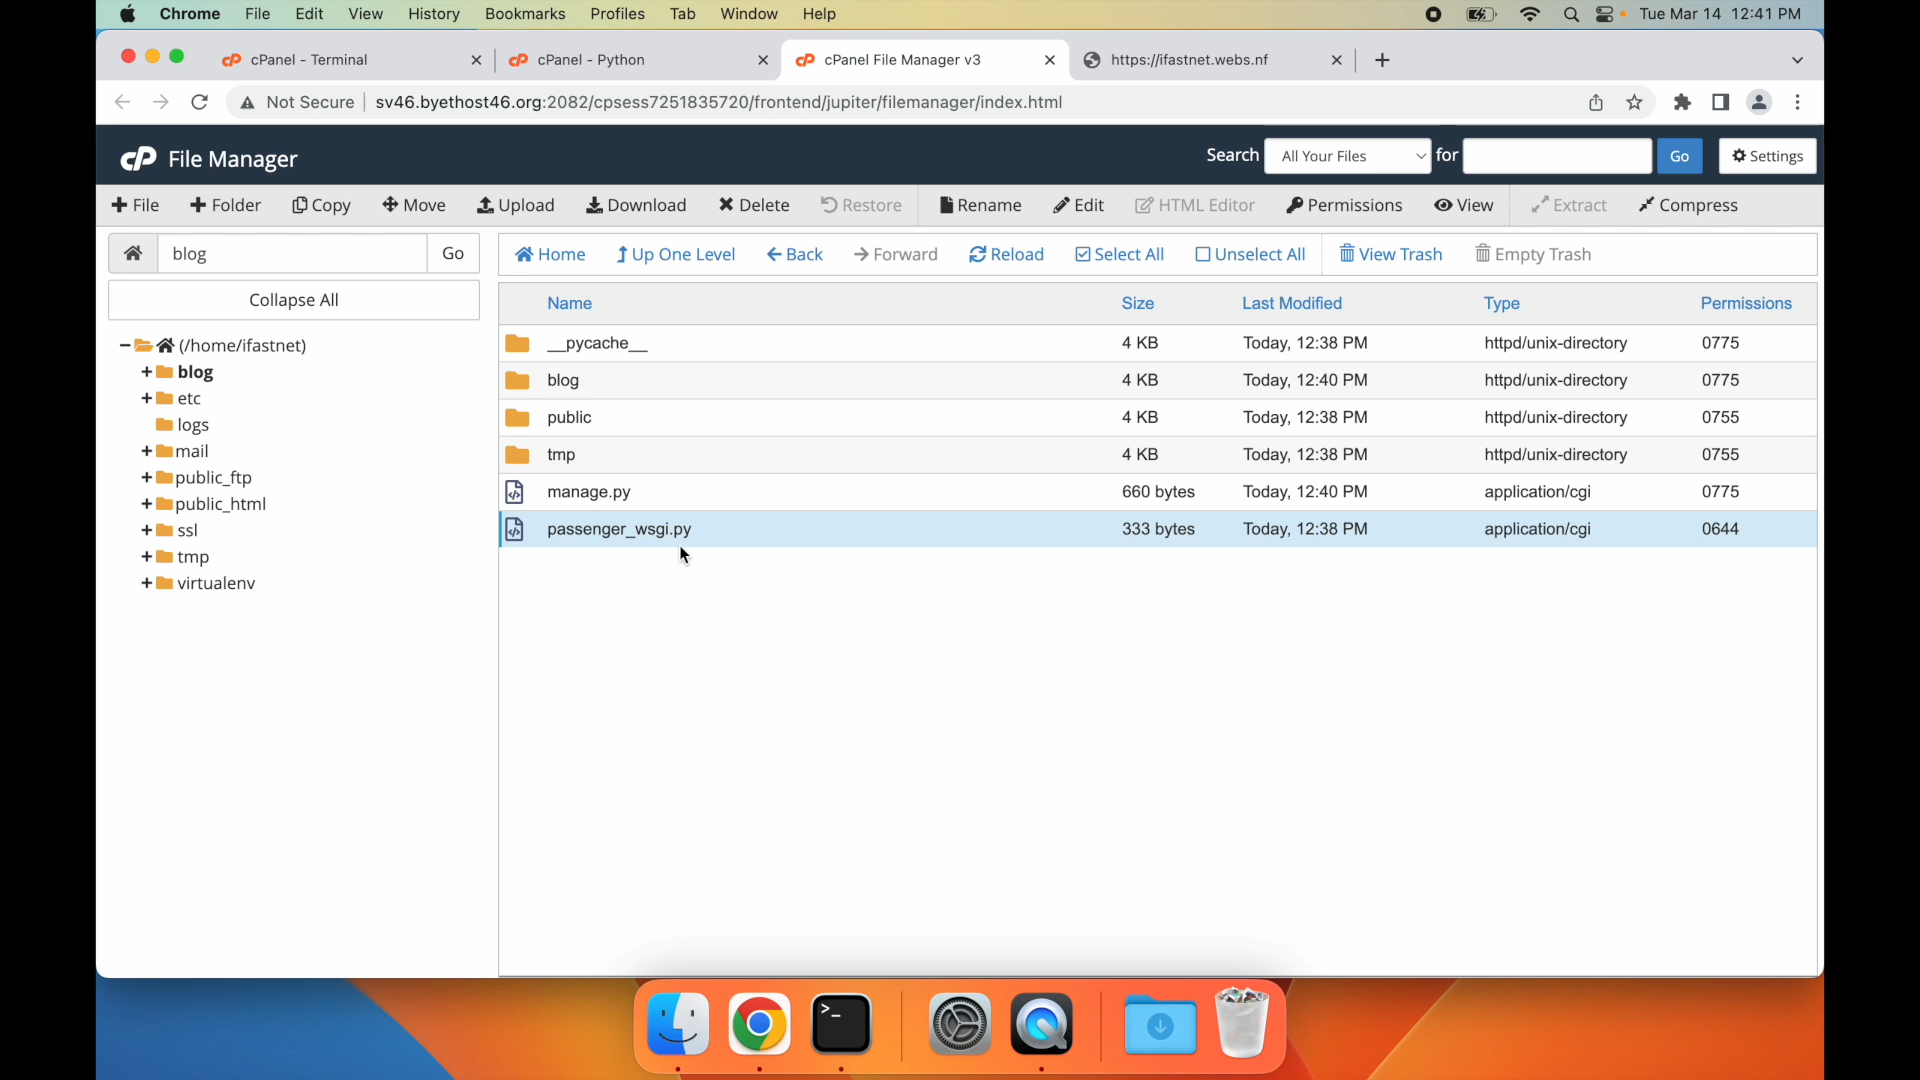 Chrome File Edit View History Bookmarks Profiles Tab Window Help Tue Mar 14 12:41 PM
cPanel - Terminal cPanel - Python cPanel File Manager v3 https://ifastnet.webs.nf
Not Secure sv46.byethost46.org:2082/cpsess7251835720/frontend/jupiter/filemanager/index.html
cP File Manager Search All Your Files for Go Settings
File Folder Copy Move Upload Download Delete Restore Rename Edit HTML Editor Permissions View Extract Compress
blog Go Home Up One Level Back Forward Reload Select All Unselect All View Trash Empty Trash
Collapse All
(/home/ifastnet)
blog
etc
logs
mail
public_ftp
public_html
ssl
tmp
virtualenv
Name Size Last Modified Type Permissions
__pycache__ 4 KB Today, 12:38 PM httpd/unix-directory 0775
blog 4 KB Today, 12:40 PM httpd/unix-directory 0775
public 4 KB Today, 12:38 PM httpd/unix-directory 0755
tmp 4 KB Today, 12:38 PM httpd/unix-directory 0755
manage.py 660 bytes Today, 12:40 PM application/cgi 0775
passenger_wsgi.py 333 bytes Today, 12:38 PM application/cgi 0644